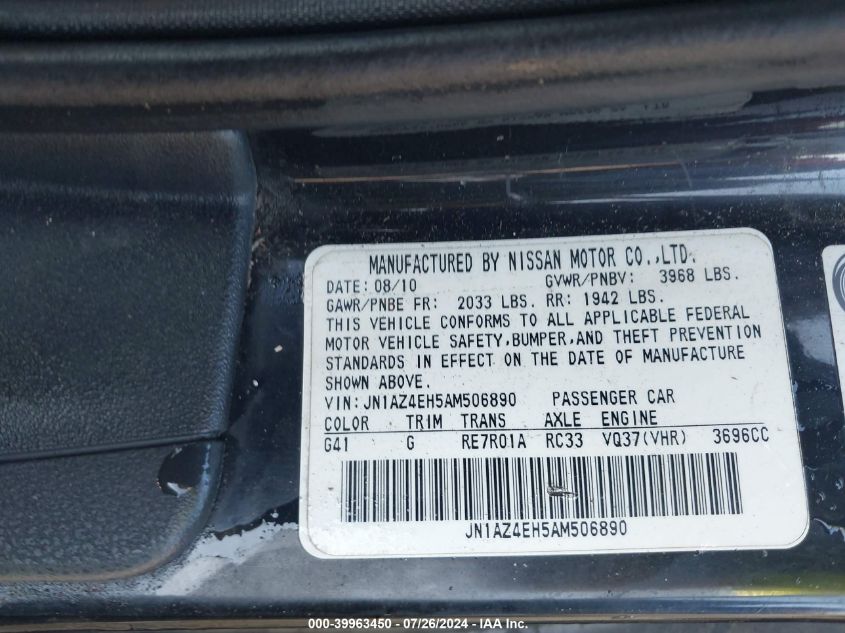 MANUFACTURED BY NISSAN MOTOR CO.,LTD.
DATE: 08/10 GVWR/PNBV: 3968 LBS.
GAWR/PNBE FR: 2033 LBS. RR: 1942 LBS.
THIS VEHICLE CONFORMS TO ALL APPLICABLE FEDERAL
MOTOR VEHICLE SAFETY,BUMPER,AND THEFT PREVENTION
STANDARDS IN EFFECT ON THE DATE OF MANUFACTURE
SHOWN ABOVE.
VIN: JN1AZ4EH5AM506890 PASSENGER CAR
COLOR TRIM TRANS AXLE ENGINE
G41 G RE7R01A RC33 VQ37(VHR) 3696CC
JN1AZ4EH5AM506890
000-39963450 - 07/26/2024 - IAA Inc.